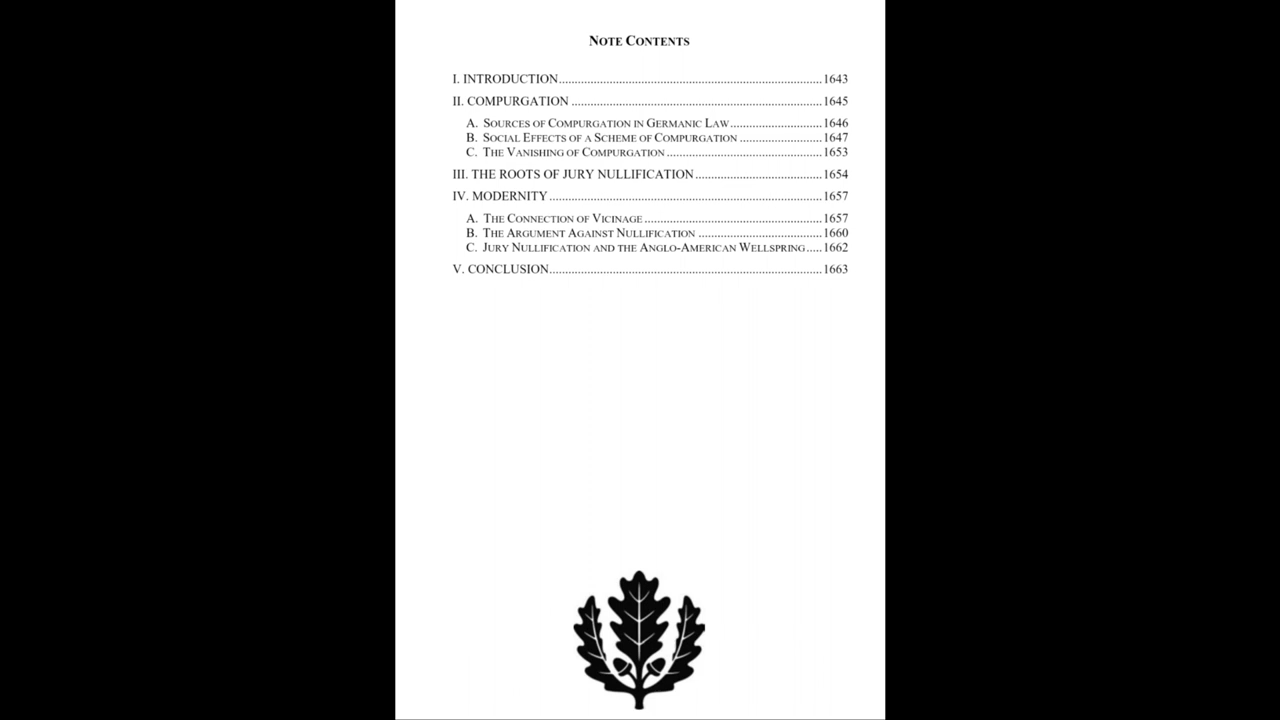 NOTE CONTENTS
I. INTRODUCTION.......................................................................................1643
II. COMPURGATION ...................................................................................1645
A. SOURCES OF COMPURGATION IN GERMANIC LAW.............................1646
B. SOCIAL EFFECTS OF A SCHEME OF COMPURGATION ..........................1647
C. THE VANISHING OF COMPURGATION .................................................1653
III. THE ROOTS OF JURY NULLIFICATION ........................................1654
IV. MODERNITY .......................................................................................1657
A. THE CONNECTION OF VICINAGE ........................................................1657
B. THE ARGUMENT AGAINST NULLIFICATION .......................................1660
C. JURY NULLIFICATION AND THE ANGLO-AMERICAN WELLSPRING.....1662
V. CONCLUSION.......................................................................................1663